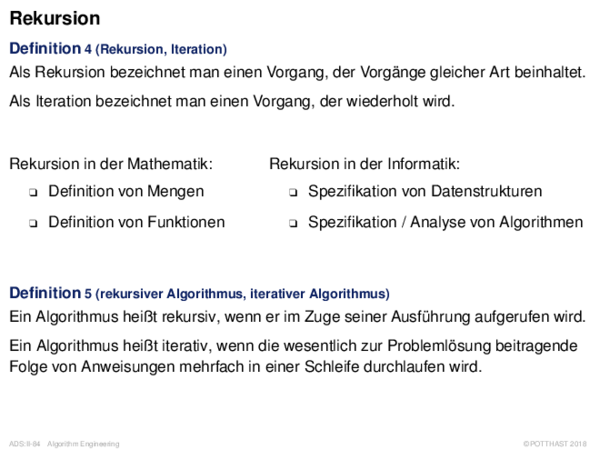 Rekursion
Definition 4 (Rekursion, Iteration)
Als Rekursion bezeichnet man einen Vorgang, der Vorgänge gleicher Art beinhaltet.
Als Iteration bezeichnet man einen Vorgang, der wiederholt wird.
Rekursion in der Mathematik:
❑ Definition von Mengen
❑ Definition von Funktionen
Rekursion in der Informatik:
❑ Spezifikation von Datenstrukturen
❑ Spezifikation / Analyse von Algorithmen
Definition 5 (rekursiver Algorithmus, iterativer Algorithmus)
Ein Algorithmus heißt rekursiv, wenn er im Zuge seiner Ausführung aufgerufen wird.
Ein Algorithmus heißt iterativ, wenn die wesentlich zur Problemlösung beitragende
Folge von Anweisungen mehrfach in einer Schleife durchlaufen wird.
ADS:II-94 Algorithm Engineering
© POTTHAST 2018